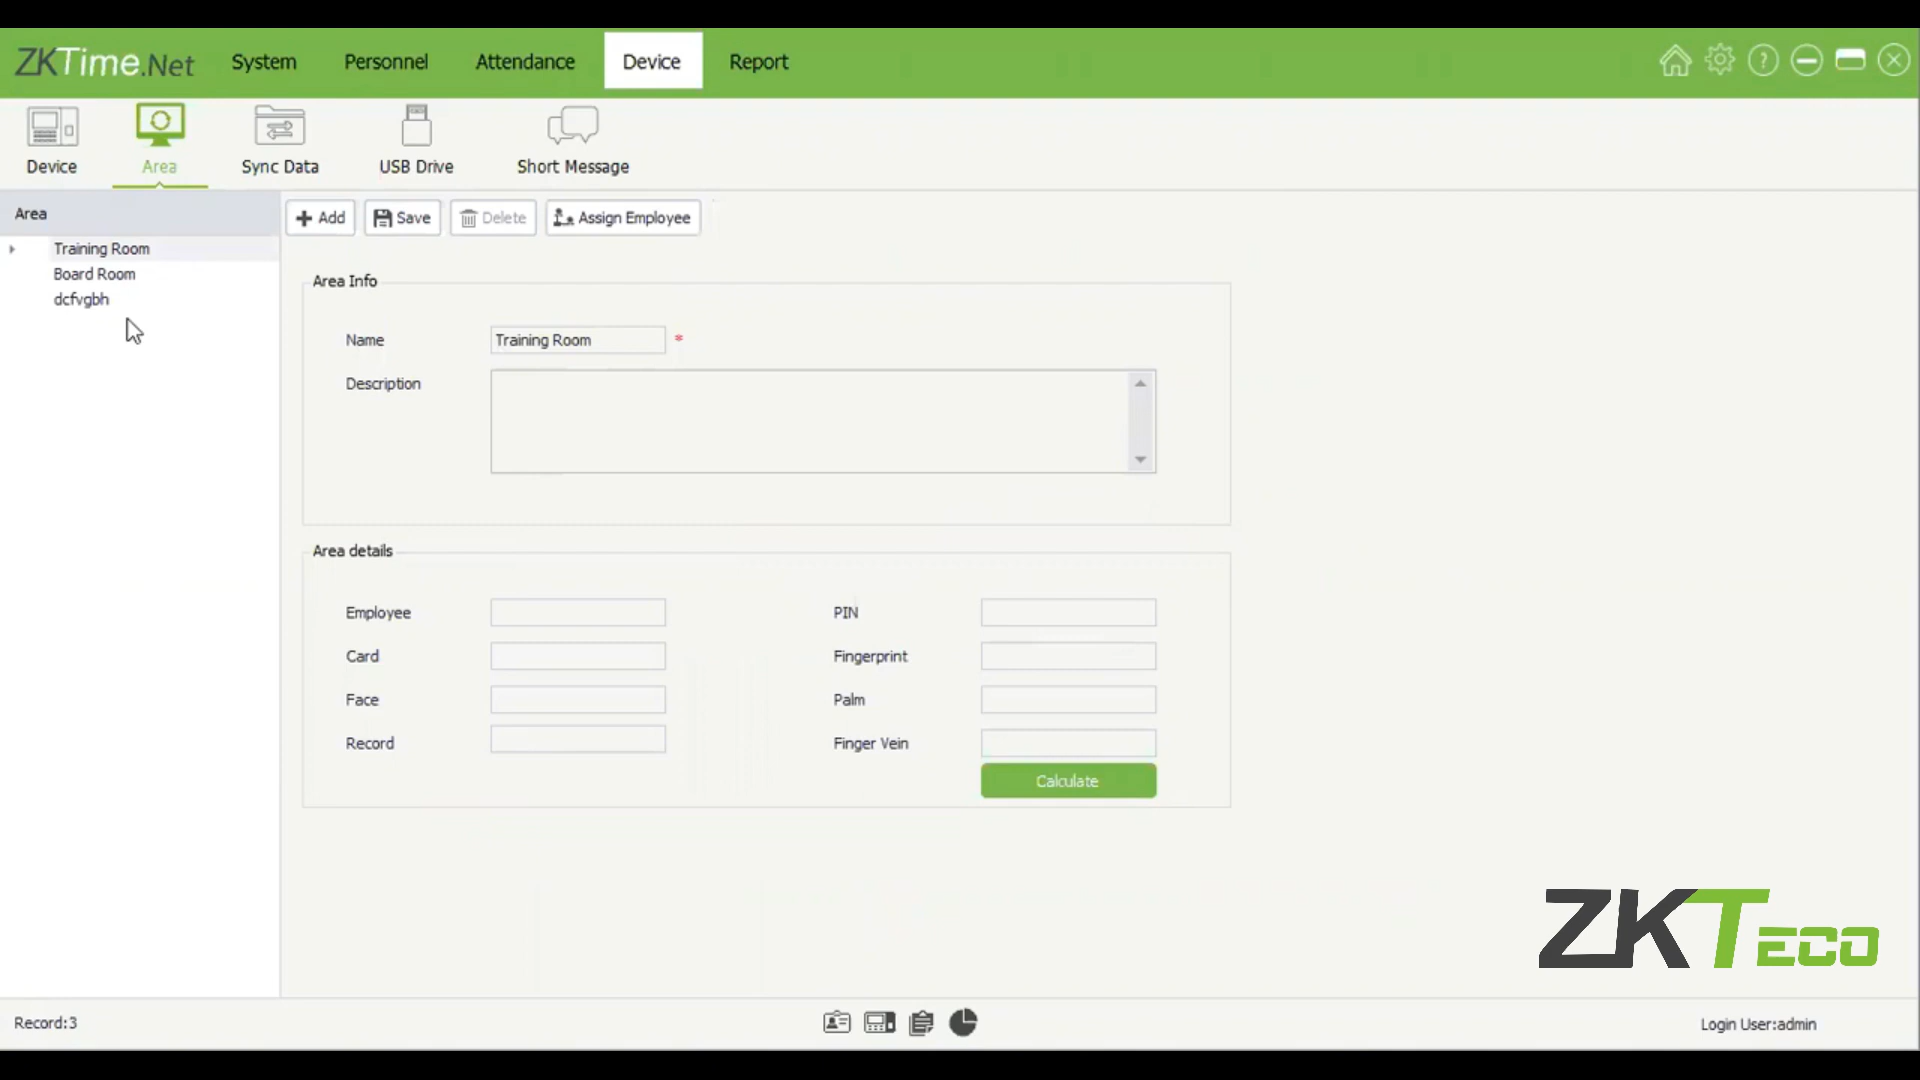 ZKTime.Net System Personnel Attendance Device Report
?
Device Area Sync Data USB Drive Short Message
Area
Add Save Delete Assign Employee
Training Room
Board Room
dcfvgbh
Area Info
Name Training Room *
Description
Area details
Employee PIN
Card Fingerprint
Face Palm
Record Finger Vein
Calculate
ZKTeco
Record:3 Login User:admin